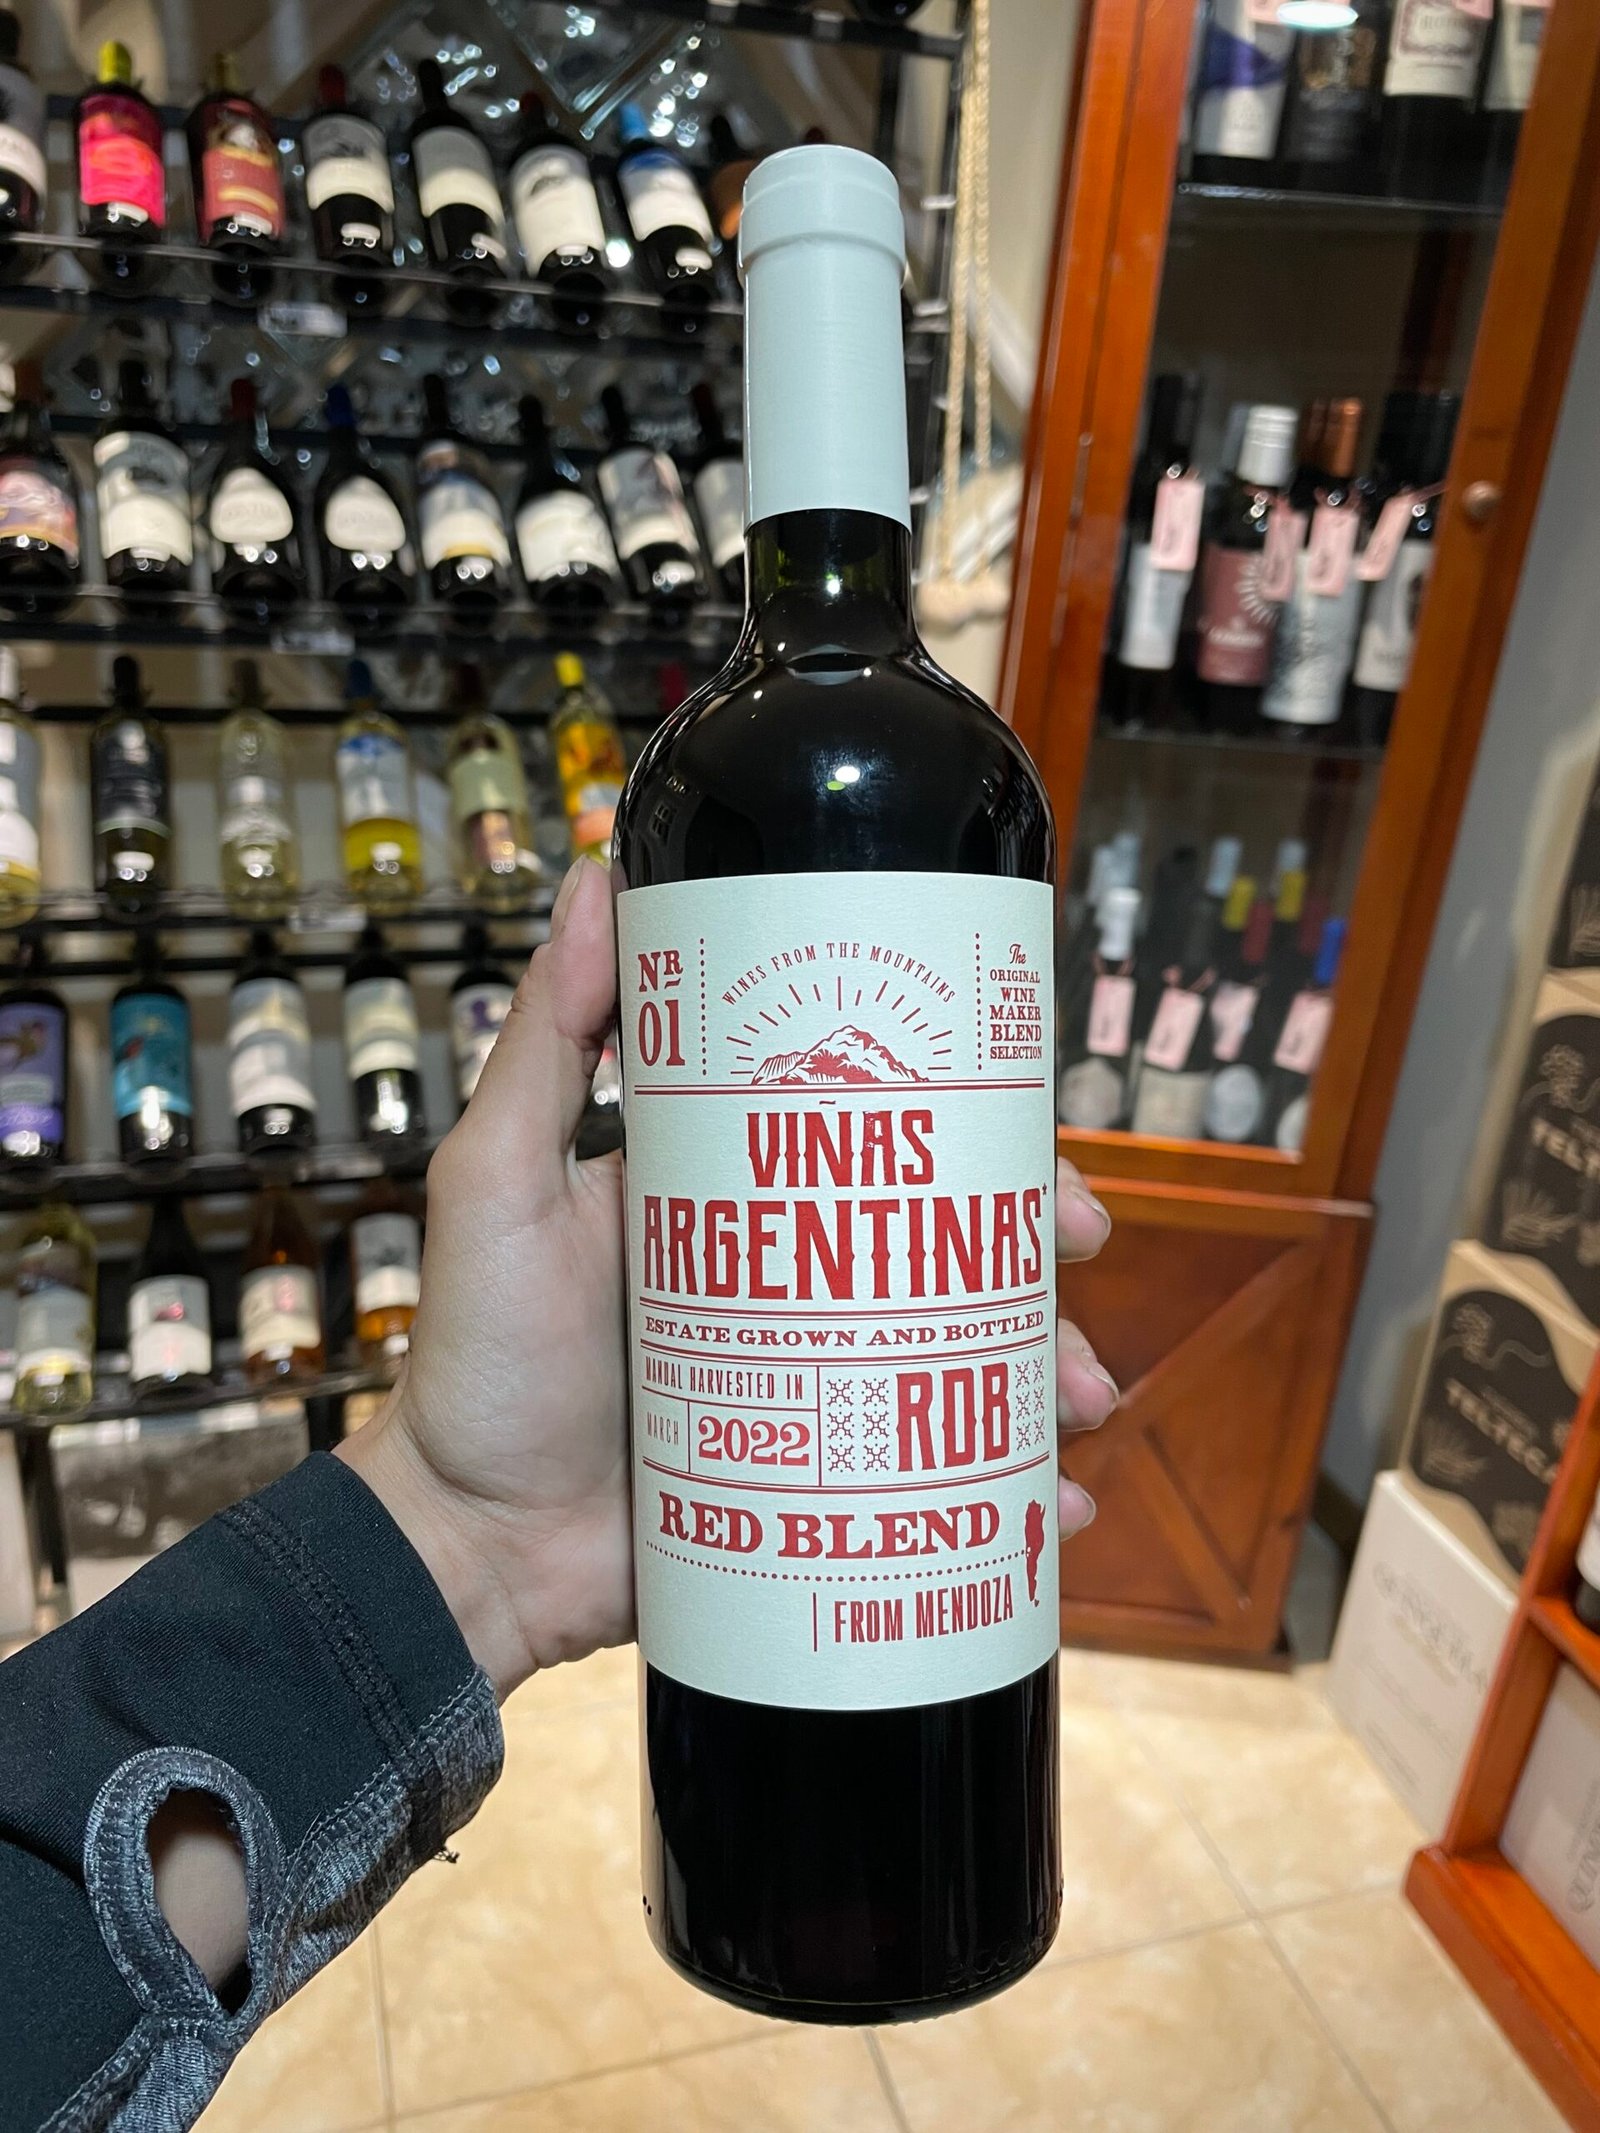 NR
01
WINES FROM THE MOUNTAINS
The
ORIGINAL
WINE
MAKER
BLEND
SELECTION
VIÑAS
ARGENTINAS*
ESTATE GROWN AND BOTTLED
MANUAL HARVESTED IN
MARCH
2022
RDB
RED BLEND
FROM MENDOZA